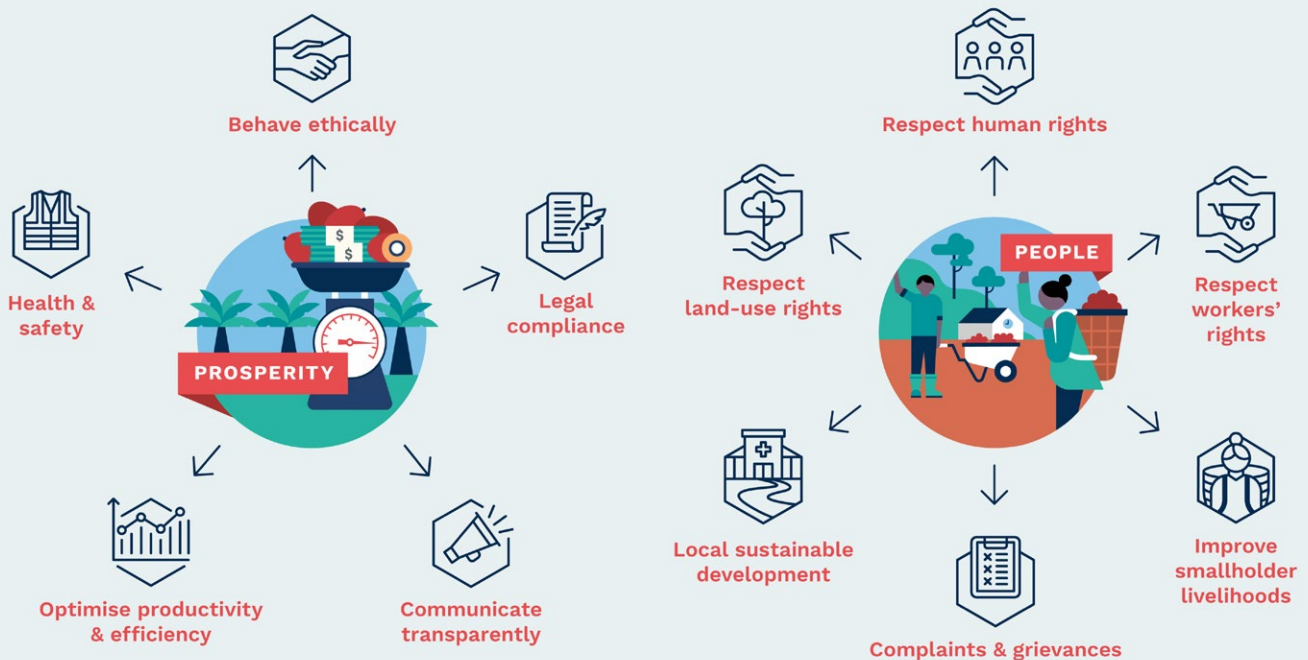 Behave ethically
Health &
safety
Legal
compliance
$
$
PROSPERITY
Optimise productivity
& efficiency
Communicate
transparently
Respect human rights
Respect
land-use rights
PEOPLE
Respect
workers'
rights
Local sustainable
development
Complaints & grievances
Improve
smallholder
livelihoods